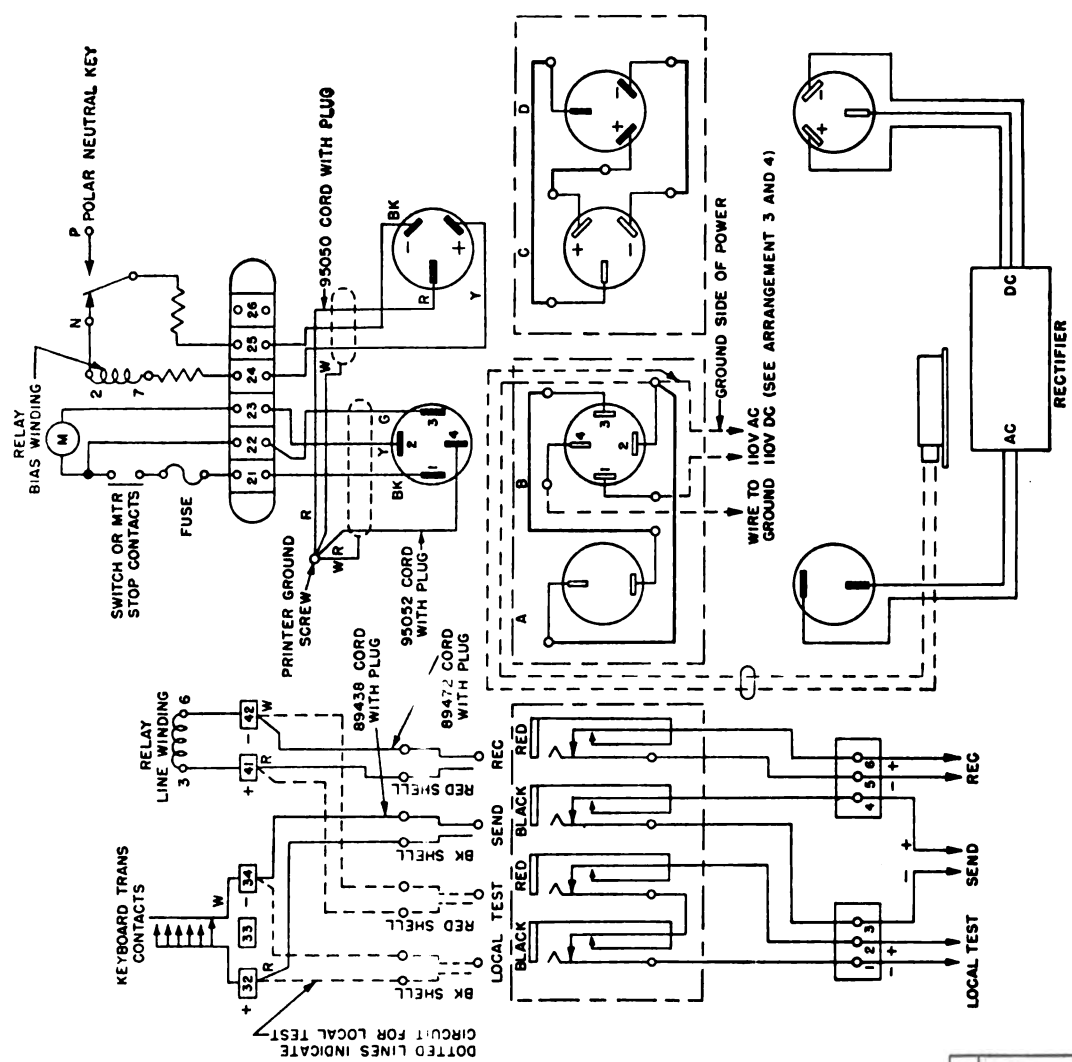 POLAR NEUTRAL KEY
P
N
RELAY
BIAS WINDING
2
7
M
SWITCH OR MTR
STOP CONTACTS
FUSE
21
22
23
24
25
26
PRINTER GROUND
SCREW
R
W
W
R
BK
Y
G
1
2
3
4
95050 CORD WITH PLUG
BK
R
Y
-
+
95052 CORD
WITH PLUG
KEYBOARD TRANS
CONTACTS
W
+
32
33
-
34
R
RELAY
LINE WINDING
3
6
+
41
-
42
R
W
89438 CORD
WITH PLUG
89472 CORD
WITH PLUG
DOTTED LINES INDICATE
CIRCUIT FOR LOCAL TEST
BK SHELL
RED SHELL
BK SHELL
RED SHELL
LOCAL TEST
SEND
REC
BLACK
RED
BLACK
RED
A
B
C
D
1
2
3
4
+
-
+
-
GROUND SIDE OF POWER
WIRE TO 110V AC
GROUND 110V DC (SEE ARRANGEMENT 3 AND 4)
1
2
3
4
5
6
-
+
-
+
-
+
LOCAL TEST
SEND
REC
AC
DC
RECTIFIER
+
-